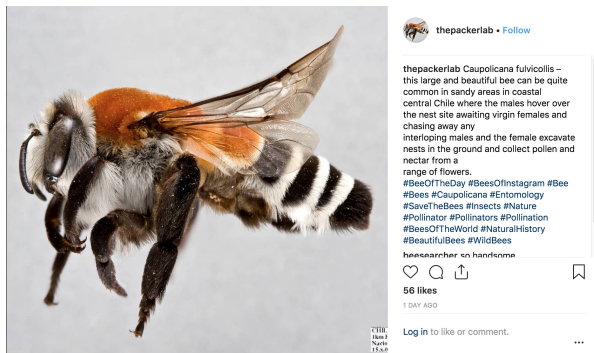 thepackerlab • Follow
thepackerlab Caupolicana fulvicollis –
this large and beautiful bee can be quite
common in sandy areas in coastal
central Chile where the males hover over
the nest site awaiting virgin females and
chasing away any
interloping males and the female excavate
nests in the ground and collect pollen and
nectar from a
range of flowers.
#BeeOfTheDay #BeesOfInstagram #Bee
#Bees #Caupolicana #Entomology
#SaveTheBees #Insects #Nature
#Pollinator #Pollinators #Pollination
#BeesOfTheWorld #NaturalHistory
#BeautifulBees #WildBees
beesearcher so handsome
56 likes
1 DAY AGO
Log in to like or comment.
1km